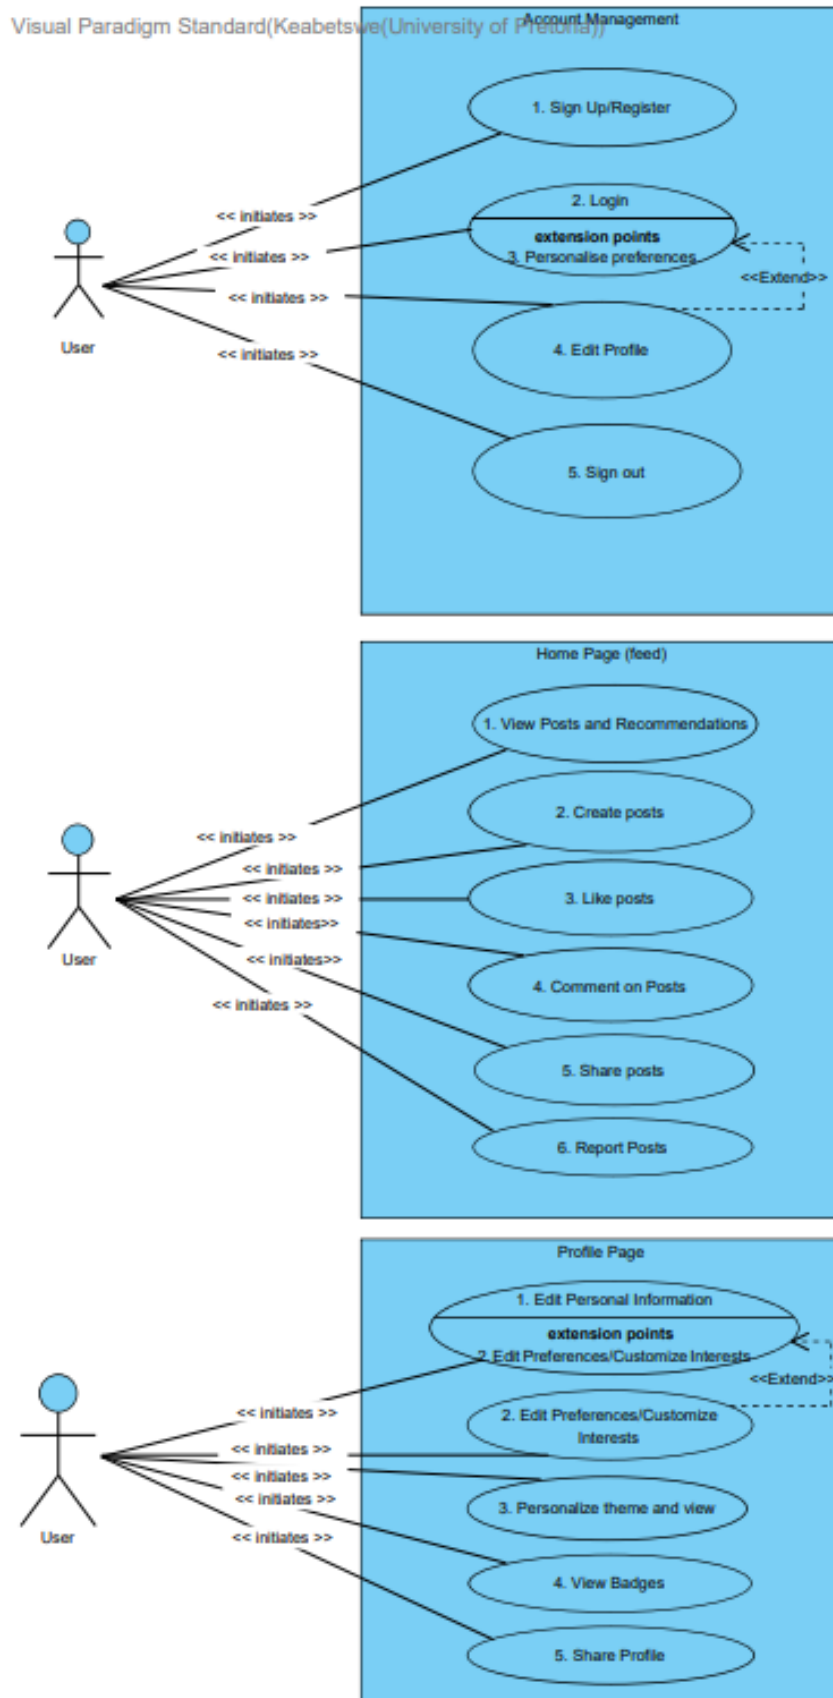 Visual Paradigm Standard(Keabetswe(University of Pretoria))
Account Management
1. Sign Up/Register
<< initiates >>
2. Login
extension points
3. Personalise preferences
<< initiates >>
<<Extend>>
<< initiates >>
4. Edit Profile
User
<< initiates >>
5. Sign out
Home Page (feed)
1. View Posts and Recommendations
2. Create posts
<< initiates >>
<< initiates >>
3. Like posts
<< initiates >>
<< initiates>>
User
<< initiates>>
4. Comment on Posts
<< initiates >>
5. Share posts
6. Report Posts
Profile Page
1. Edit Personal Information
extension points
2.Edit Preferences/Customize Interests
<<Extend>>
<< initiates >>
2. Edit Preferences/Customize
Interests
<< initiates >>
<< initiates >>
<< initiates >>
3. Personalize theme and view
User
<< initiates >>
4. View Badges
5. Share Profile